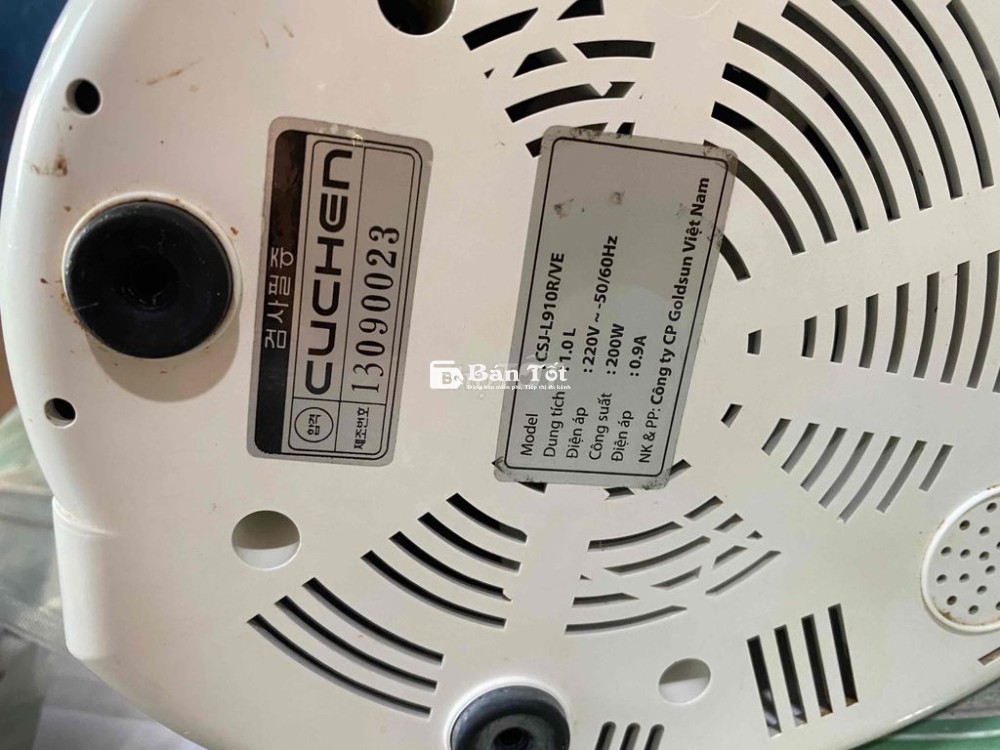 검사필증
CUCHEN
합격
제조번호 13090023
Model : CSJ-L910R/VE
Dung tích : 1.0 L
Điện áp : 220V ~ 50/60Hz
Công suất : 200W
Điện áp : 0.9A
NK & PP: Công ty CP Goldsun Việt Nam
Bán Tốt